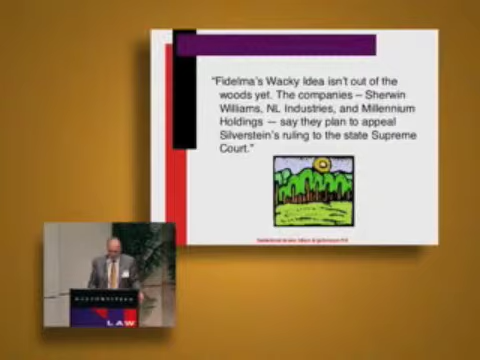 “Fidelma’s Wacky Idea isn’t out of the
woods yet. The companies – Sherwin
Williams, NL Industries, and Millennium
Holdings — say they plan to appeal
Silverstein’s ruling to the state Supreme
Court.”
LAW